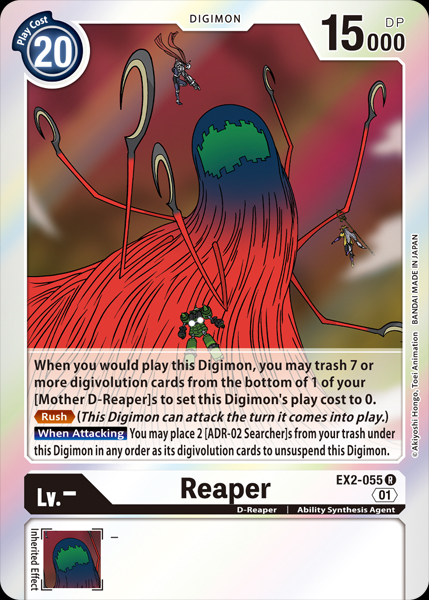 DIGIMON
Play Cost
20
DP
15000
When you would play this Digimon, you may trash 7 or
more digivolution cards from the bottom of 1 of your
[Mother D-Reaper]s to set this Digimon's play cost to 0.
Rush (This Digimon can attack the turn it comes into play.)
When Attacking You may place 2 [ADR-02 Searcher]s from your trash under
this Digimon in any order as its digivolution cards to unsuspend this Digimon.
©Akiyoshi Hongo, Toei Animation BANDAI MADE IN JAPAN
Lv.–
Reaper
EX2-055 R
01
D-Reaper | Ability Synthesis Agent
Inherited Effect
–